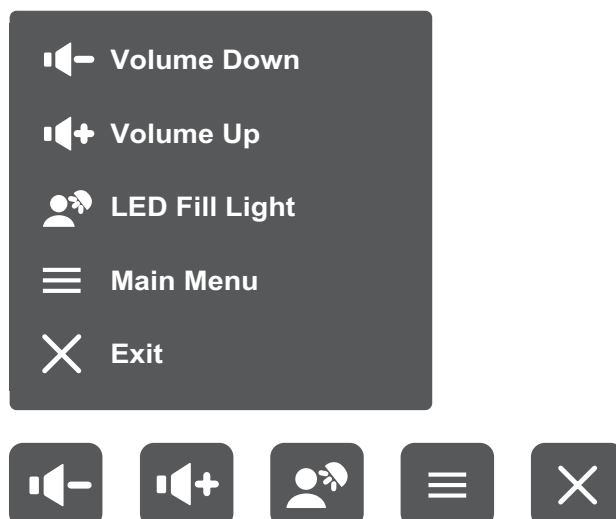 Volume Down
Volume Up
LED Fill Light
Main Menu
Exit